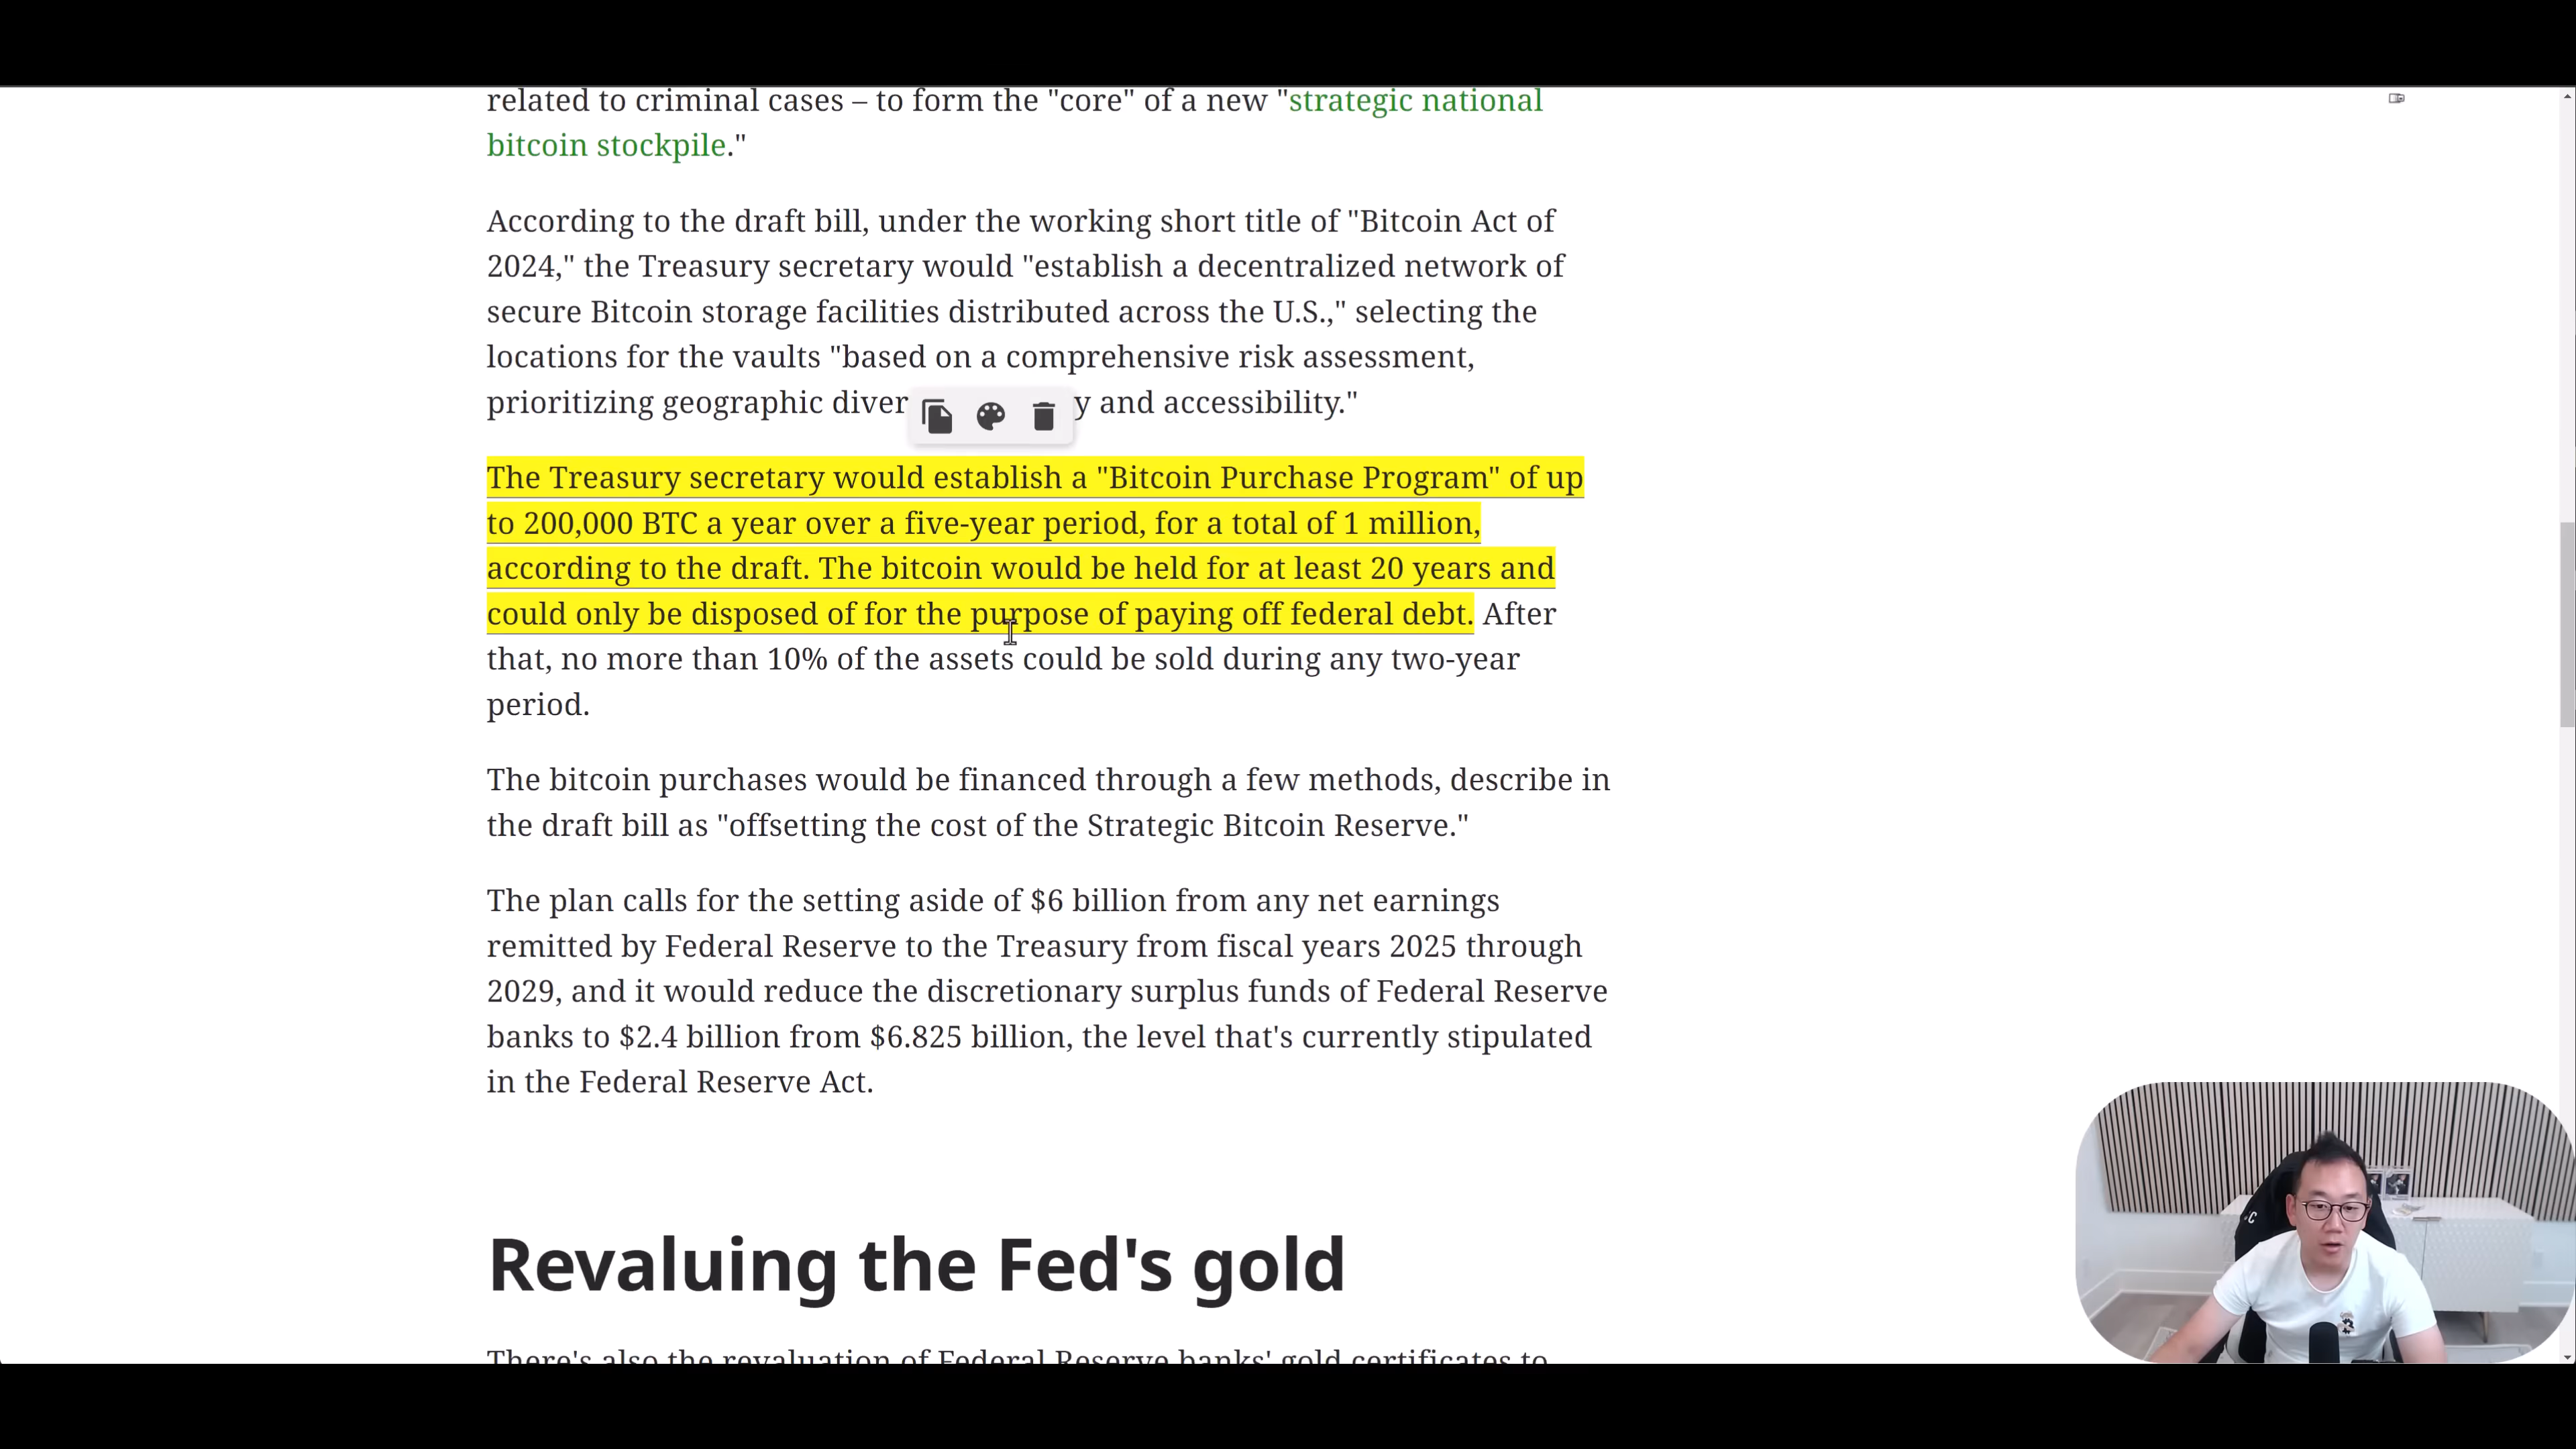 related to criminal cases – to form the "core" of a new "strategic national
bitcoin stockpile."
According to the draft bill, under the working short title of "Bitcoin Act of
2024," the Treasury secretary would "establish a decentralized network of
secure Bitcoin storage facilities distributed across the U.S.," selecting the
locations for the vaults "based on a comprehensive risk assessment,
prioritizing geographic diver y and accessibility."
The Treasury secretary would establish a "Bitcoin Purchase Program" of up
to 200,000 BTC a year over a five-year period, for a total of 1 million,
according to the draft. The bitcoin would be held for at least 20 years and
could only be disposed of for the purpose of paying off federal debt. After
that, no more than 10% of the assets could be sold during any two-year
period.
The bitcoin purchases would be financed through a few methods, describe in
the draft bill as "offsetting the cost of the Strategic Bitcoin Reserve."
The plan calls for the setting aside of $6 billion from any net earnings
remitted by Federal Reserve to the Treasury from fiscal years 2025 through
2029, and it would reduce the discretionary surplus funds of Federal Reserve
banks to $2.4 billion from $6.825 billion, the level that's currently stipulated
in the Federal Reserve Act.
Revaluing the Fed's gold
There's also the revaluation of Federal Reserve banks' gold certificates to